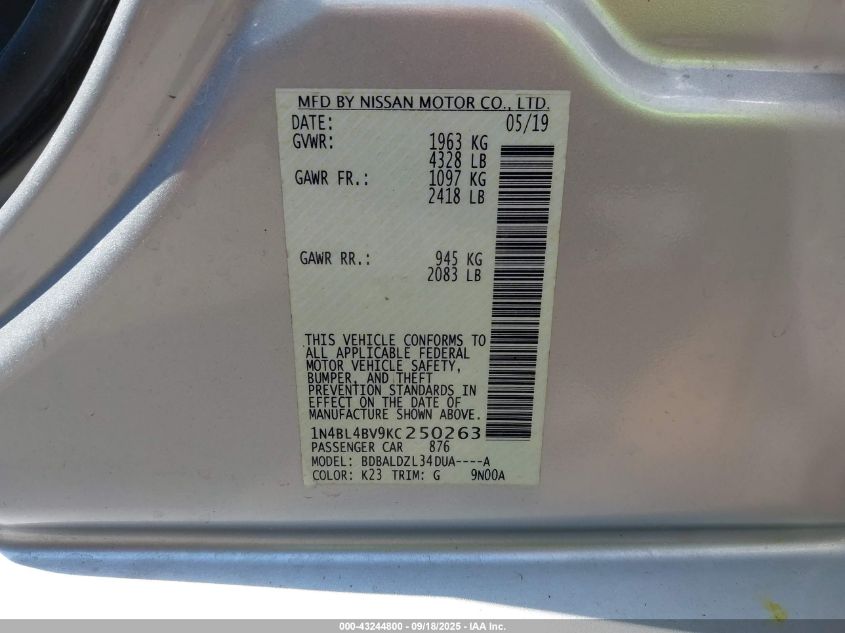 MFD BY NISSAN MOTOR CO., LTD.
DATE: 05/19
GVWR: 1963 KG
4328 LB
GAWR FR.: 1097 KG
2418 LB
GAWR RR.: 945 KG
2083 LB
THIS VEHICLE CONFORMS TO
ALL APPLICABLE FEDERAL
MOTOR VEHICLE SAFETY,
BUMPER, AND THEFT
PREVENTION STANDARDS IN
EFFECT ON THE DATE OF
MANUFACTURE SHOWN ABOVE.
1N4BL4BV9KC250263
PASSENGER CAR 876
MODEL: BDBALDZL34DUA----A
COLOR: K23 TRIM: G 9N00A
000-43244800 - 09/18/2025 - IAA Inc.